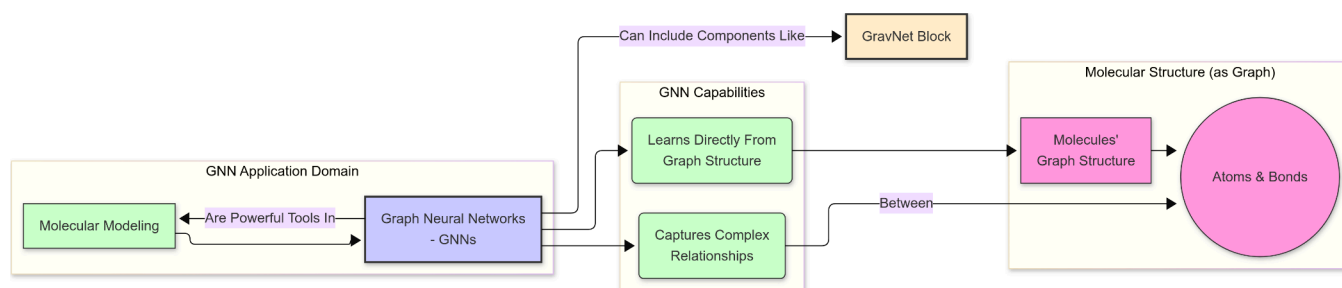 Can Include Components Like
GravNet Block
GNN Capabilities
Molecular Structure (as Graph)
Learns Directly From
Graph Structure
Molecules'
Graph Structure
Atoms & Bonds
GNN Application Domain
Molecular Modeling
Are Powerful Tools In
Graph Neural Networks
- GNNs
Captures Complex
Relationships
Between